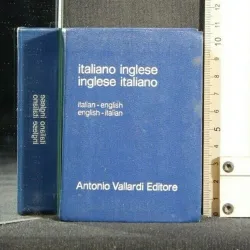 italiano inglese
inglese italiano
italian-english
english-italian
Antonio Vallardi Editore